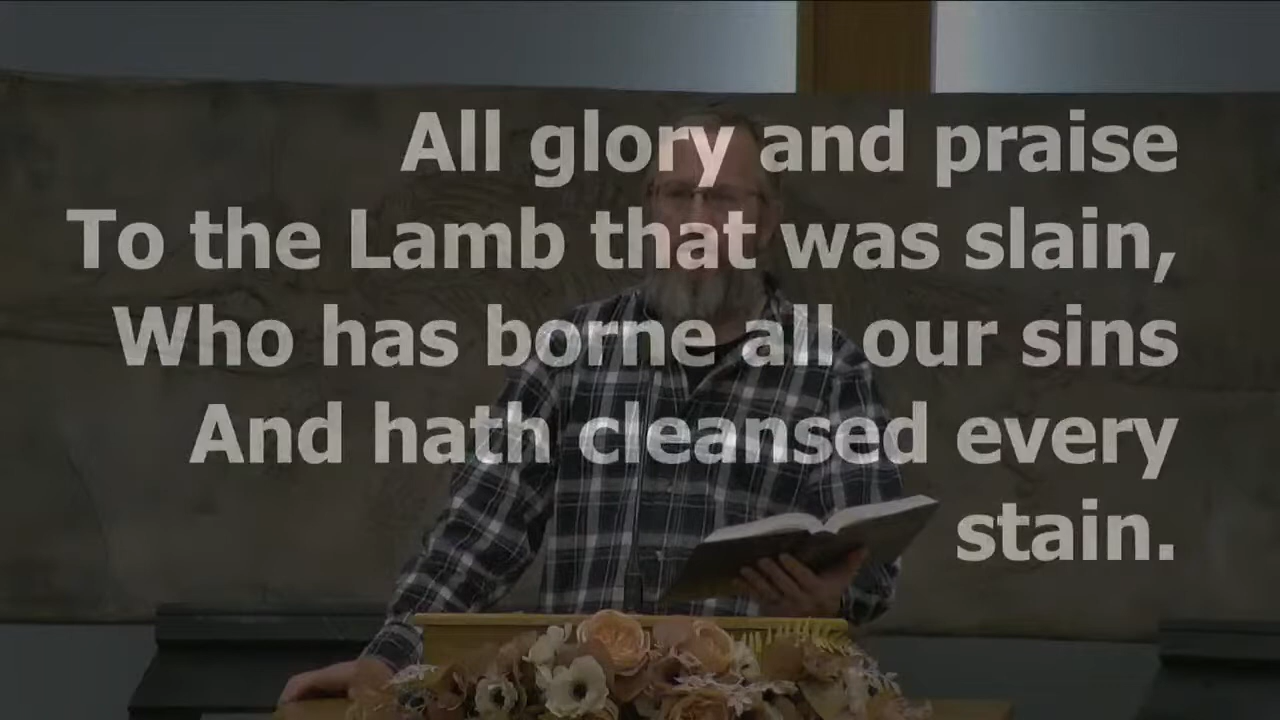 All glory and praise
To the Lamb that was slain,
Who has borne all our sins
And hath cleansed every
stain.